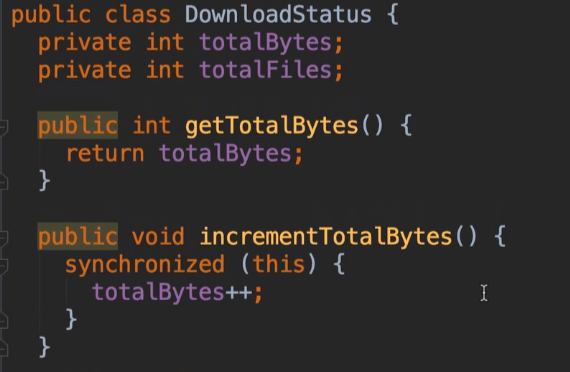 public class DownloadStatus {
private int totalBytes;
private int totalFiles;
public int getTotalBytes() {
return totalBytes;
}
public void incrementTotalBytes() {
synchronized (this) {
totalBytes++;
}
}